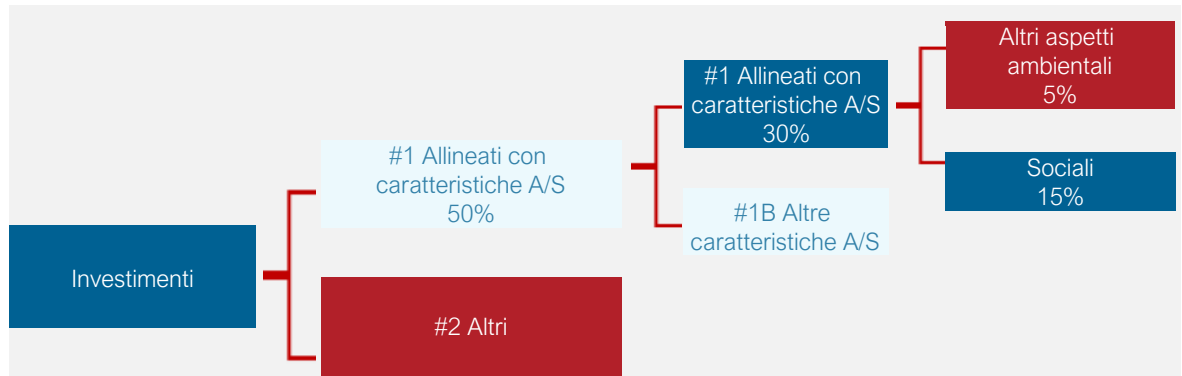 Investimenti
#1 Allineati con
caratteristiche A/S
50%
#2 Altri
#1 Allineati con
caratteristiche A/S
30%
#1B Altre
caratteristiche A/S
Altri aspetti
ambientali
5%
Sociali
15%